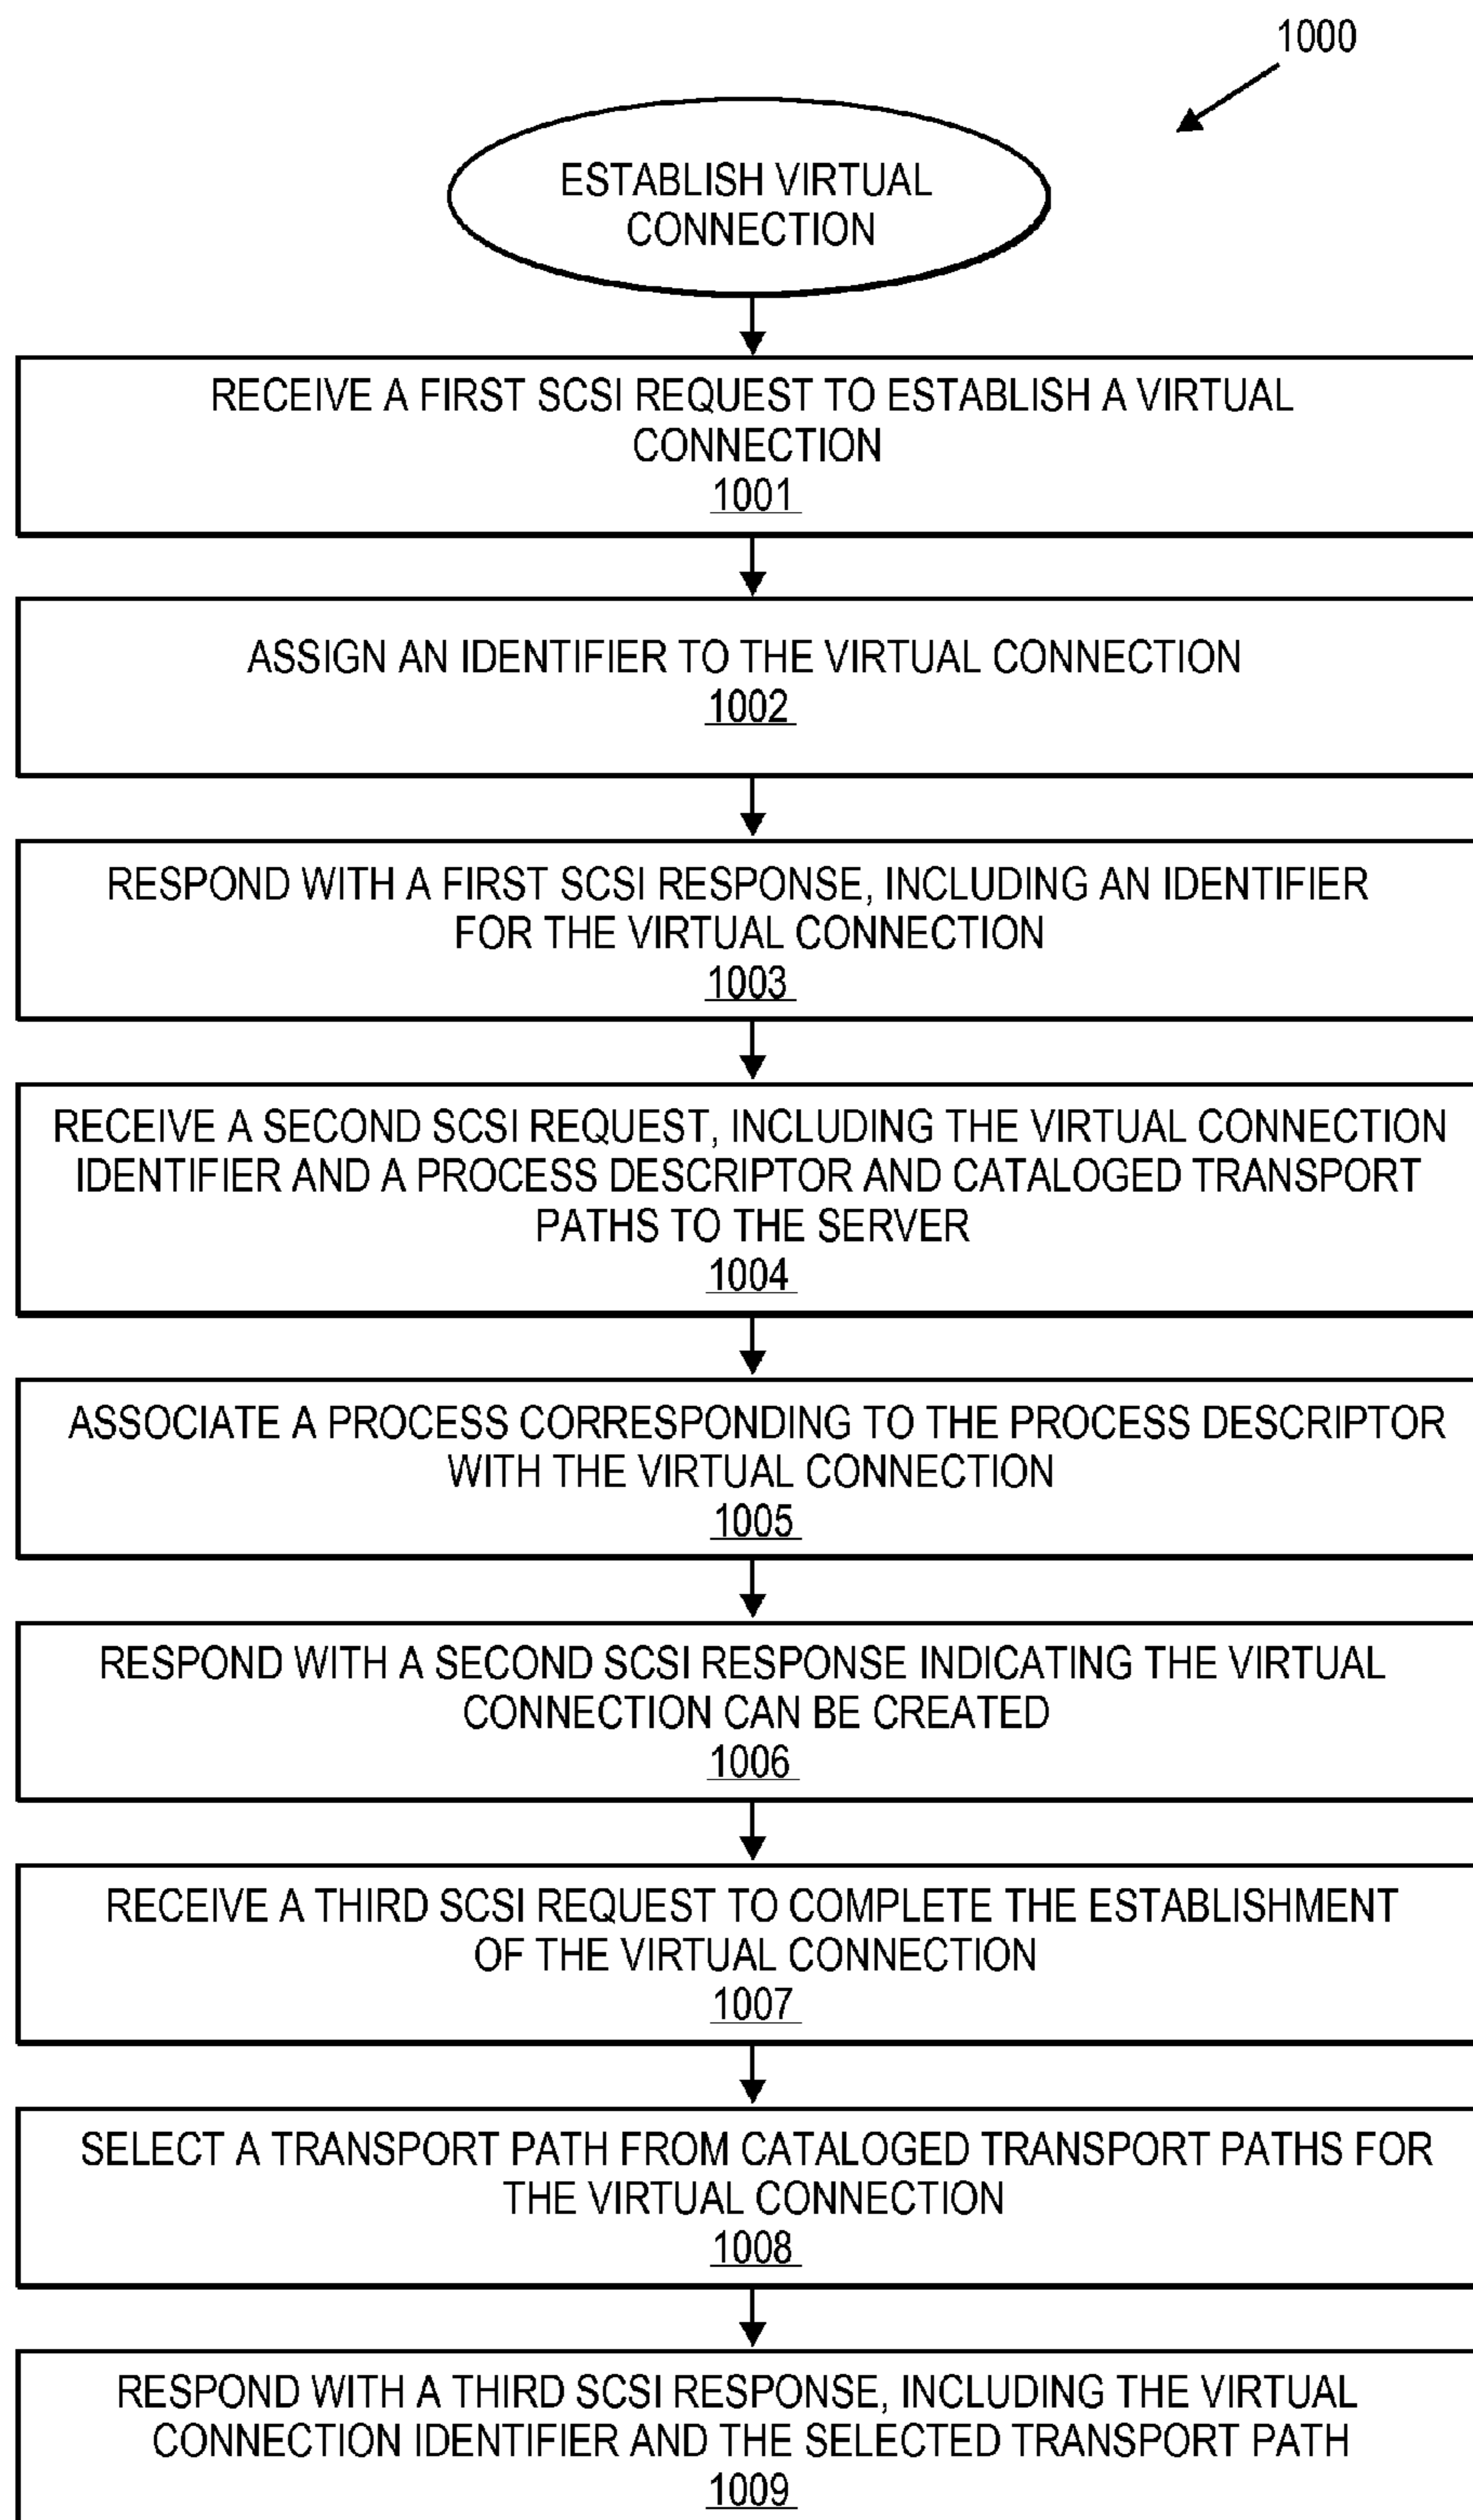 1000
ESTABLISH VIRTUAL
CONNECTION
RECEIVE A FIRST SCSI REQUEST TO ESTABLISH A VIRTUAL
CONNECTION
1001
ASSIGN AN IDENTIFIER TO THE VIRTUAL CONNECTION
1002
RESPOND WITH A FIRST SCSI RESPONSE, INCLUDING AN IDENTIFIER
FOR THE VIRTUAL CONNECTION
1003
RECEIVE A SECOND SCSI REQUEST, INCLUDING THE VIRTUAL CONNECTION
IDENTIFIER AND A PROCESS DESCRIPTOR AND CATALOGED TRANSPORT
PATHS TO THE SERVER
1004
ASSOCIATE A PROCESS CORRESPONDING TO THE PROCESS DESCRIPTOR
WITH THE VIRTUAL CONNECTION
1005
RESPOND WITH A SECOND SCSI RESPONSE INDICATING THE VIRTUAL
CONNECTION CAN BE CREATED
1006
RECEIVE A THIRD SCSI REQUEST TO COMPLETE THE ESTABLISHMENT
OF THE VIRTUAL CONNECTION
1007
SELECT A TRANSPORT PATH FROM CATALOGED TRANSPORT PATHS FOR
THE VIRTUAL CONNECTION
1008
RESPOND WITH A THIRD SCSI RESPONSE, INCLUDING THE VIRTUAL
CONNECTION IDENTIFIER AND THE SELECTED TRANSPORT PATH
1009